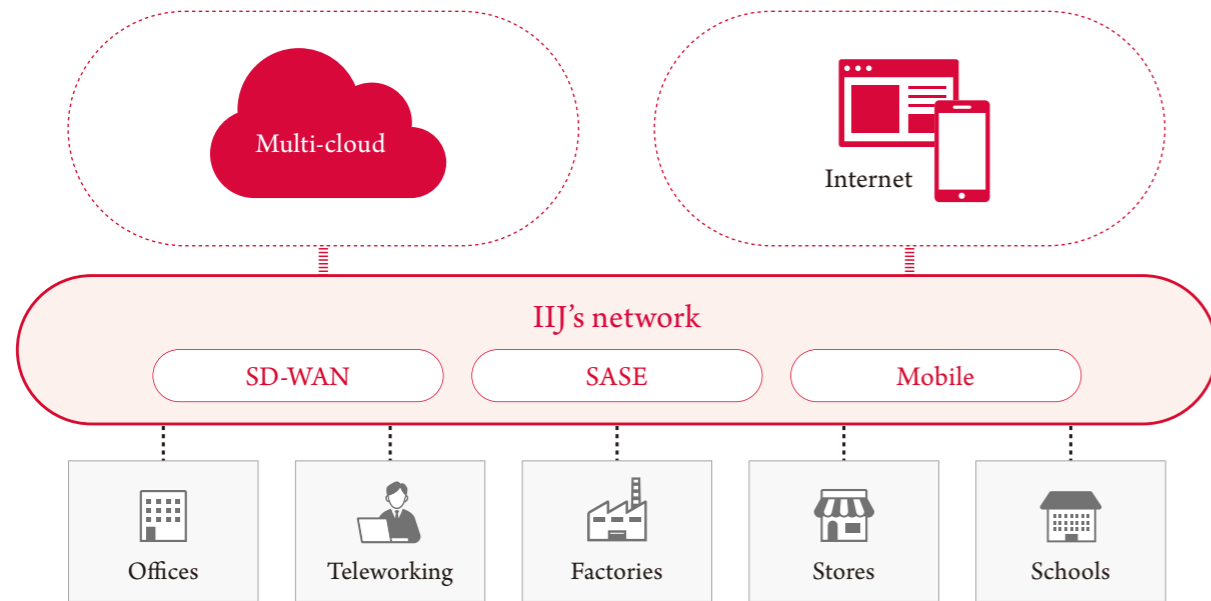 Multi-cloud
Internet
IIJ’s network
SD-WAN
SASE
Mobile
Offices
Teleworking
Factories
Stores
Schools